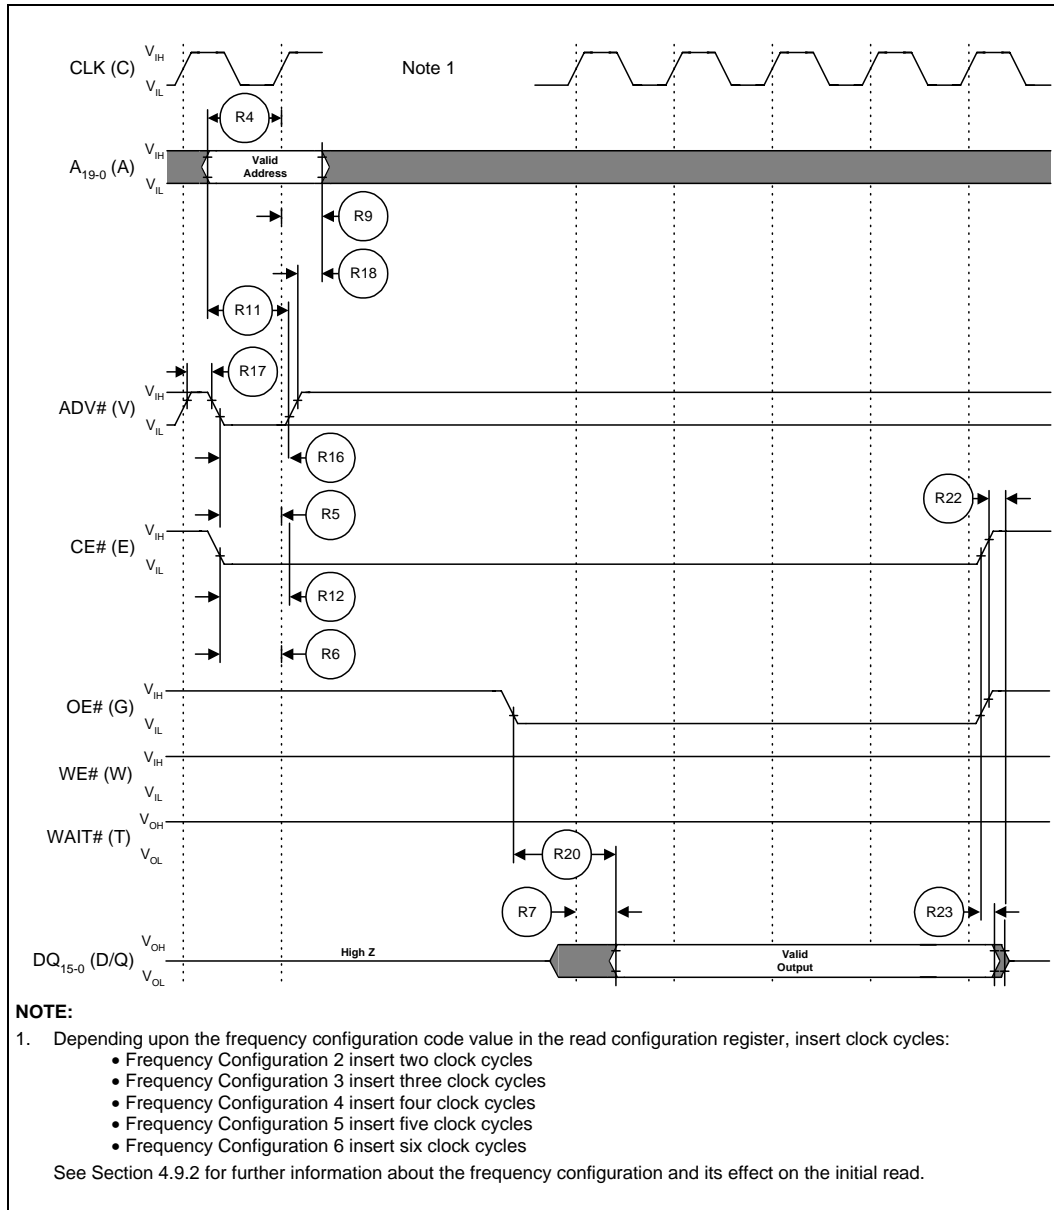 V_IH
CLK (C)
V_IL
Note 1
R4
V_IH
A_19-0 (A)
V_IL
Valid
Address
R9
R18
R11
R17
V_IH
ADV# (V)
V_IL
R16
R22
R5
V_IH
CE# (E)
V_IL
R12
R6
V_IH
OE# (G)
V_IL
V_IH
WE# (W)
V_IL
V_OH
WAIT# (T)
V_OL
R20
R7
R23
V_OH
DQ_15-0 (D/Q)
V_OL
High Z
Valid
Output
NOTE:
1. Depending upon the frequency configuration code value in the read configuration register, insert clock cycles:
• Frequency Configuration 2 insert two clock cycles
• Frequency Configuration 3 insert three clock cycles
• Frequency Configuration 4 insert four clock cycles
• Frequency Configuration 5 insert five clock cycles
• Frequency Configuration 6 insert six clock cycles
See Section 4.9.2 for further information about the frequency configuration and its effect on the initial read.